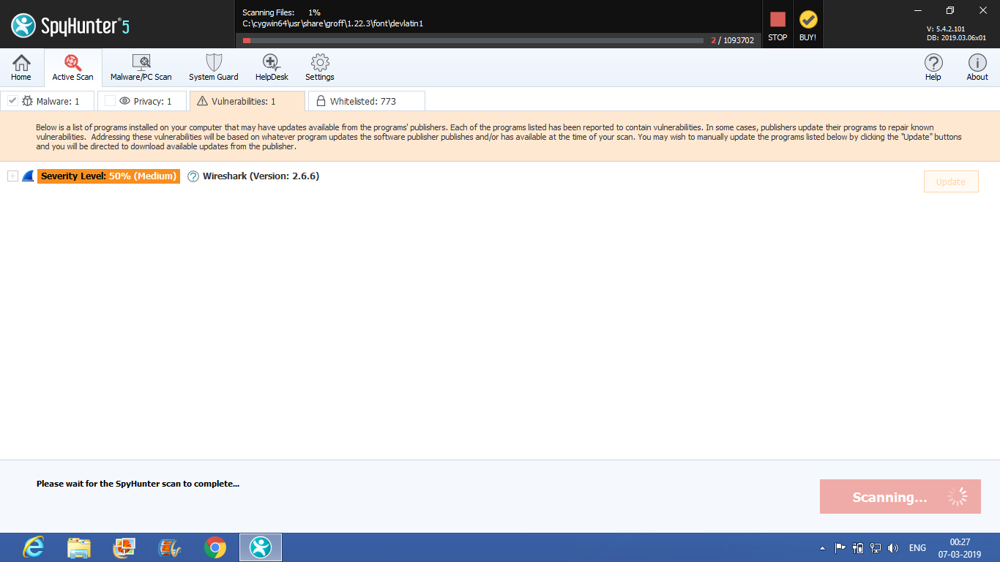 SpyHunter®5
Scanning Files: 1%
C:\cygwin64\usr\share\groff\1.22.3\font\devlatin1
2 / 1093702
STOP
BUY!
V: 5.4.2.101
DB: 2019.03.06x01
Home
Active Scan
Malware/PC Scan
System Guard
HelpDesk
Settings
Help
About
Malware: 1
Privacy: 1
Vulnerabilities: 1
Whitelisted: 773
Below is a list of programs installed on your computer that may have updates available from the programs' publishers. Each of the programs listed has been reported to contain vulnerabilities. In some cases, publishers update their programs to repair known
vulnerabilities. Addressing these vulnerabilities will be based on whatever program updates the software publisher publishes and/or has available at the time of your scan. You may wish to manually update the programs listed below by clicking the "Update" buttons
and you will be directed to download available updates from the publisher.
Severity Level: 50% (Medium) ? Wireshark (Version: 2.6.6)
Update
Please wait for the SpyHunter scan to complete...
Scanning...
ENG
00:27
07-03-2019